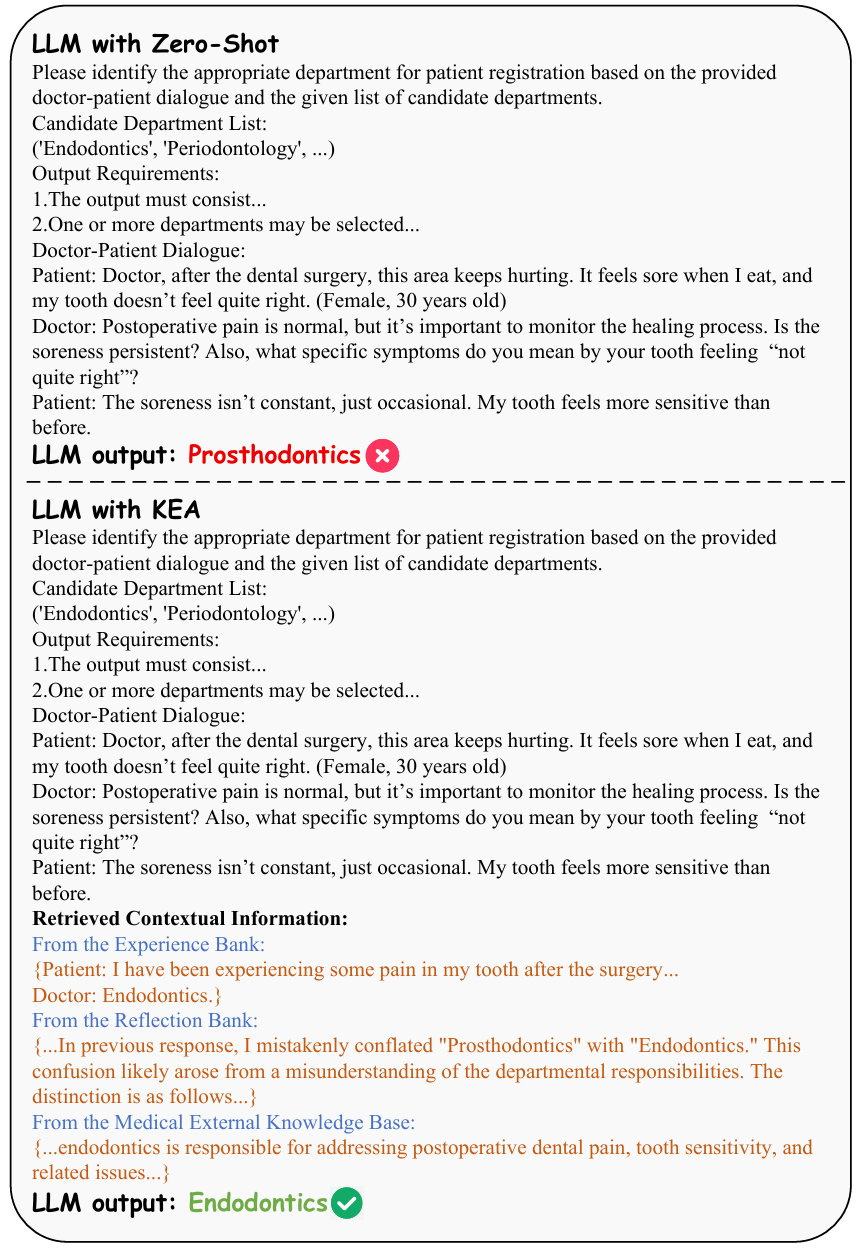 LLM with Zero-Shot
Please identify the appropriate department for patient registration based on the provided
doctor-patient dialogue and the given list of candidate departments.
Candidate Department List:
('Endodontics', 'Periodontology', ...)
Output Requirements:
1.The output must consist...
2.One or more departments may be selected...
Doctor-Patient Dialogue:
Patient: Doctor, after the dental surgery, this area keeps hurting. It feels sore when I eat, and
my tooth doesn’t feel quite right. (Female, 30 years old)
Doctor: Postoperative pain is normal, but it’s important to monitor the healing process. Is the
soreness persistent? Also, what specific symptoms do you mean by your tooth feeling “not
quite right”?
Patient: The soreness isn’t constant, just occasional. My tooth feels more sensitive than
before.
LLM output: Prosthodontics
LLM with KEA
Please identify the appropriate department for patient registration based on the provided
doctor-patient dialogue and the given list of candidate departments.
Candidate Department List:
('Endodontics', 'Periodontology', ...)
Output Requirements:
1.The output must consist...
2.One or more departments may be selected...
Doctor-Patient Dialogue:
Patient: Doctor, after the dental surgery, this area keeps hurting. It feels sore when I eat, and
my tooth doesn’t feel quite right. (Female, 30 years old)
Doctor: Postoperative pain is normal, but it’s important to monitor the healing process. Is the
soreness persistent? Also, what specific symptoms do you mean by your tooth feeling “not
quite right”?
Patient: The soreness isn’t constant, just occasional. My tooth feels more sensitive than
before.
Retrieved Contextual Information:
From the Experience Bank:
{Patient: I have been experiencing some pain in my tooth after the surgery...
Doctor: Endodontics.}
From the Reflection Bank:
{...In previous response, I mistakenly conflated "Prosthodontics" with "Endodontics." This
confusion likely arose from a misunderstanding of the departmental responsibilities. The
distinction is as follows...}
From the Medical External Knowledge Base:
{...endodontics is responsible for addressing postoperative dental pain, tooth sensitivity, and
related issues...}
LLM output: Endodontics